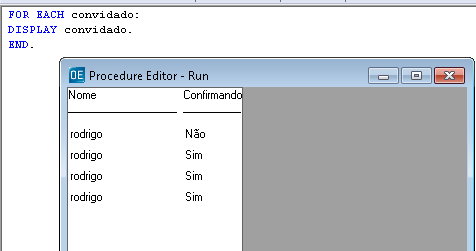 FOR EACH convidado:
DISPLAY convidado.
END.
OE Procedure Editor - Run
Nome Confirmando
rodrigo Não
rodrigo Sim
rodrigo Sim
rodrigo Sim